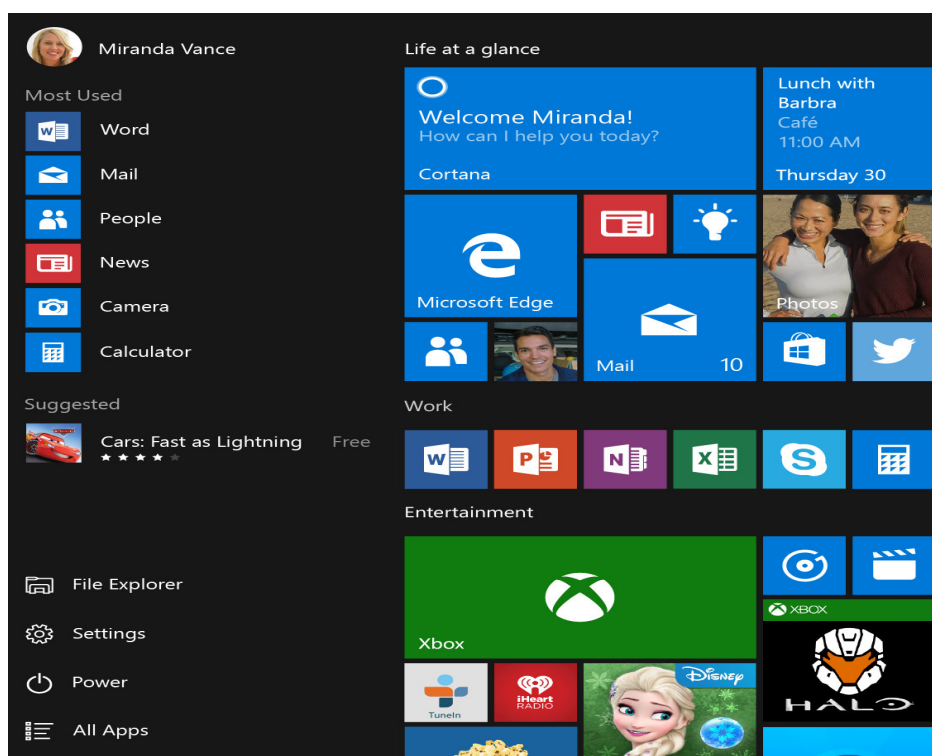 Miranda Vance
Most Used
Word
Mail
People
News
Camera
Calculator
Suggested
Cars: Fast as Lightning Free
File Explorer
Settings
Power
All Apps
Life at a glance
Welcome Miranda!
How can I help you today?
Cortana
Lunch with
Barbra
Café
11:00 AM
Thursday 30
Microsoft Edge
Mail 10
Photos
Work
W
P
N
X
S
Entertainment
Xbox
XBOX
HALO
TuneIn
iHeart
RADIO
Disney